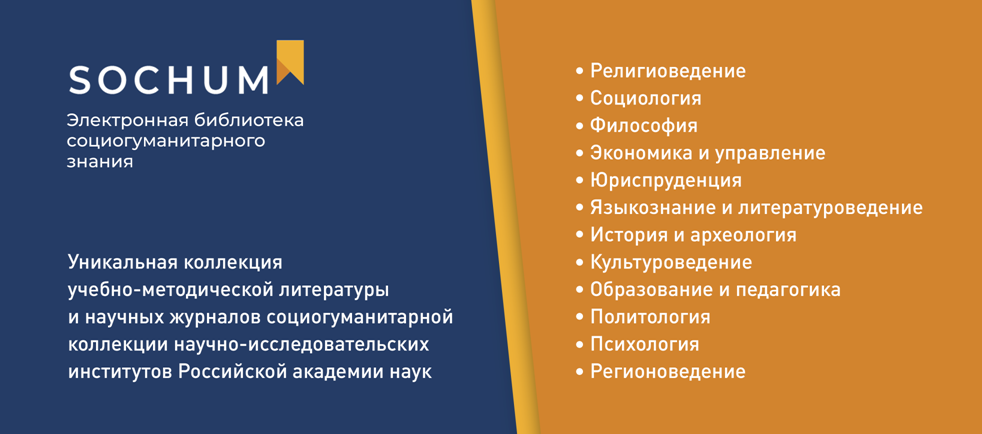 SOCHUM
Электронная библиотека
социогуманитарного
знания
Уникальная коллекция
учебно-методической литературы
и научных журналов социогуманитарной
коллекции научно-исследовательских
институтов Российской академии наук
• Религиоведение
• Социология
• Философия
• Экономика и управление
• Юриспруденция
• Языкознание и литературоведение
• История и археология
• Культуроведение
• Образование и педагогика
• Политология
• Психология
• Регионоведение